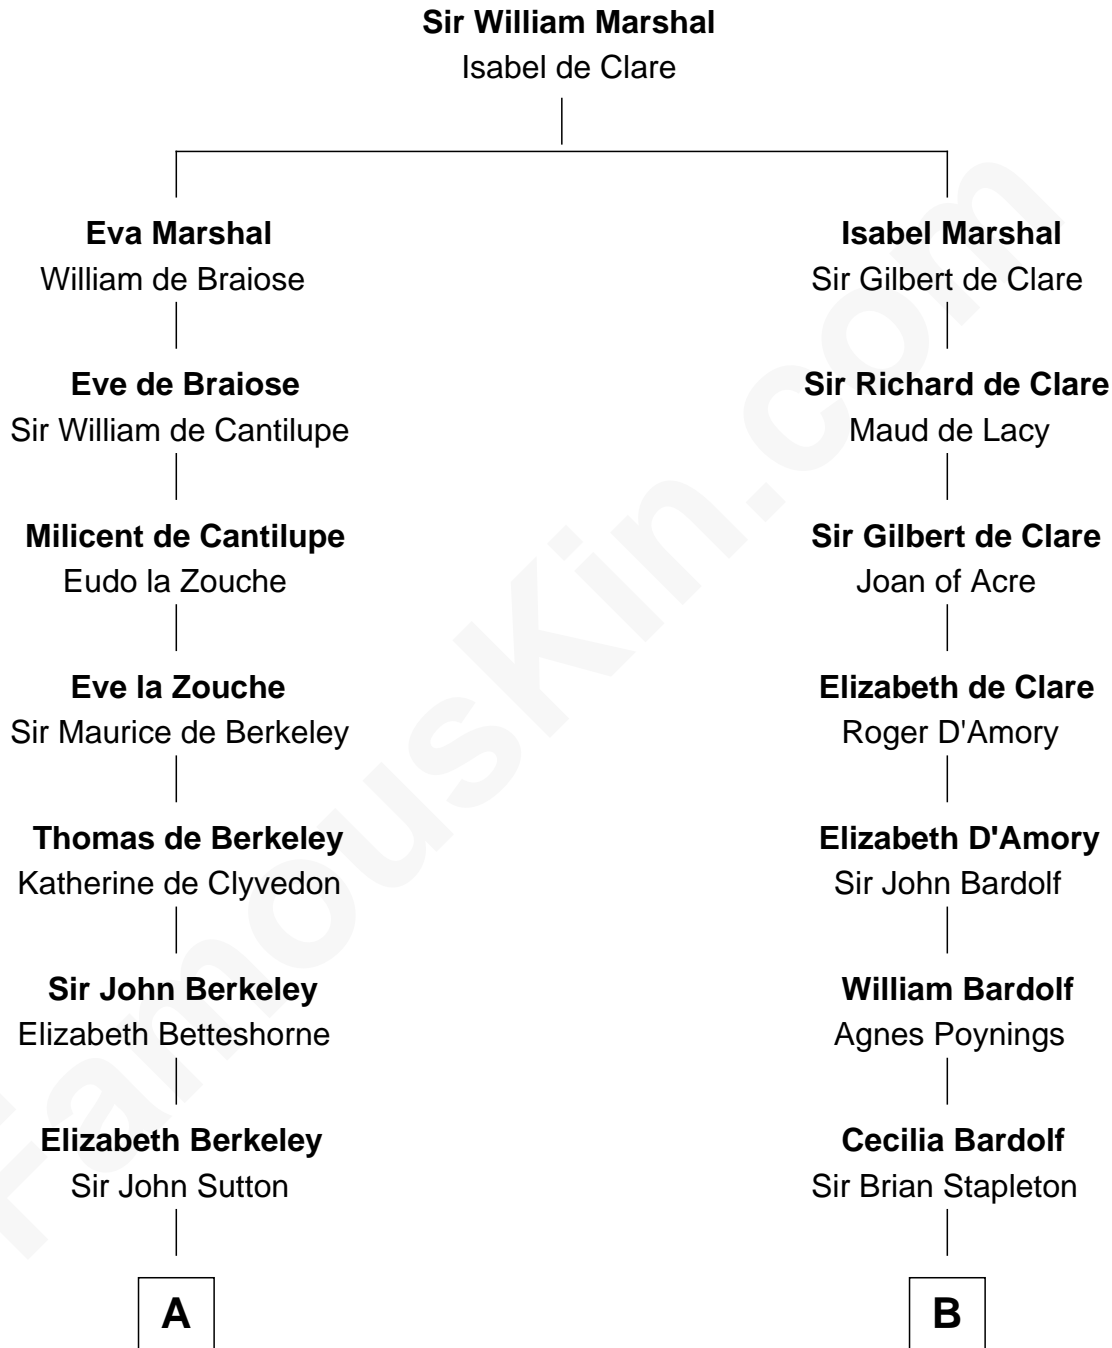 Sir William Marshal
Isabel de Clare
Eva Marshal
William de Braiose
Eve de Braiose
Sir William de Cantilupe
Milicent de Cantilupe
Eudo la Zouche
Eve la Zouche
Sir Maurice de Berkeley
Thomas de Berkeley
Katherine de Clyvedon
Sir John Berkeley
Elizabeth Betteshorne
Elizabeth Berkeley
Sir John Sutton
A
Isabel Marshal
Sir Gilbert de Clare
Sir Richard de Clare
Maud de Lacy
Sir Gilbert de Clare
Joan of Acre
Elizabeth de Clare
Roger D'Amory
Elizabeth D'Amory
Sir John Bardolf
William Bardolf
Agnes Poynings
Cecilia Bardolf
Sir Brian Stapleton
B
FamousKin.com